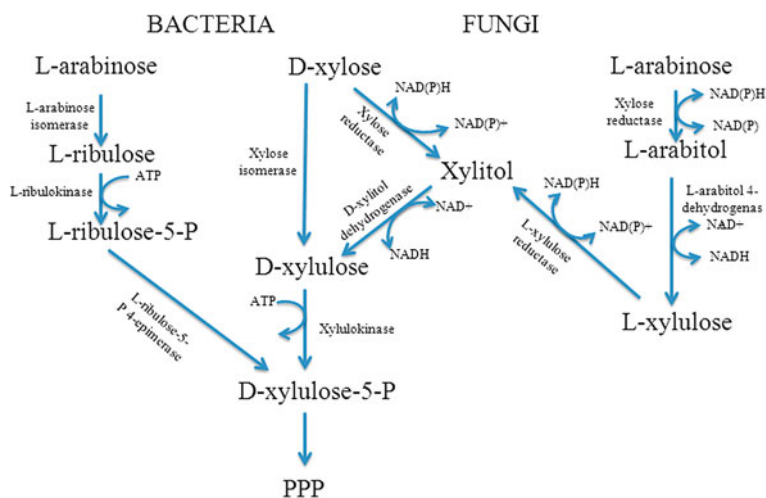 BACTERIA
FUNGI
L-arabinose
L-arabinose
isomerase
L-ribulose
L-ribulokinase
ATP
L-ribulose-5-P
L-ribulose-5-
P 4-epimerase
D-xylose
Xylose
isomerase
Xylose
reductase
NAD(P)H
NAD(P)+
Xylitol
D-xylitol
dehydrogenase
NAD+
NADH
D-xylulose
ATP
Xylulokinase
D-xylulose-5-P
PPP
L-arabinose
Xylose
reductase
NAD(P)H
NAD(P)
L-arabitol
L-arabitol 4-
dehydrogenas
NAD+
NADH
L-xylulose
L-xylulose
reductase
NAD(P)H
NAD(P)+